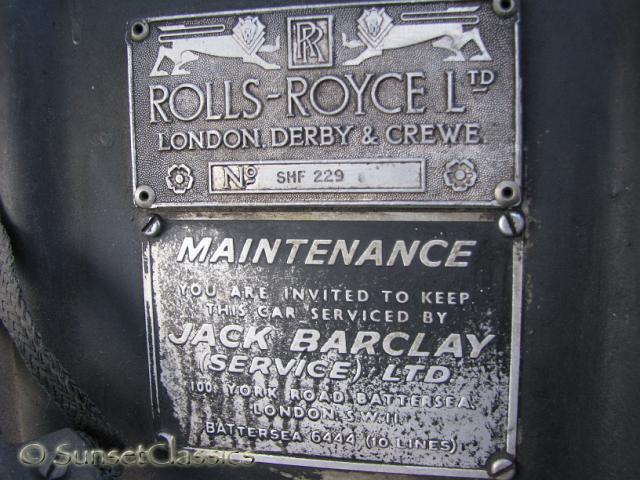 RR
ROLLS-ROYCE LTD
LONDON. DERBY & CREWE.
No SHF 229
MAINTENANCE
YOU ARE INVITED TO KEEP
THIS CAR SERVICED BY
JACK BARCLAY
(SERVICE) LTD.
100, YORK ROAD BATTERSEA,
LONDON. S.W.11.
BATTERSEA 6444 (10 LINES)
© SunsetClassics